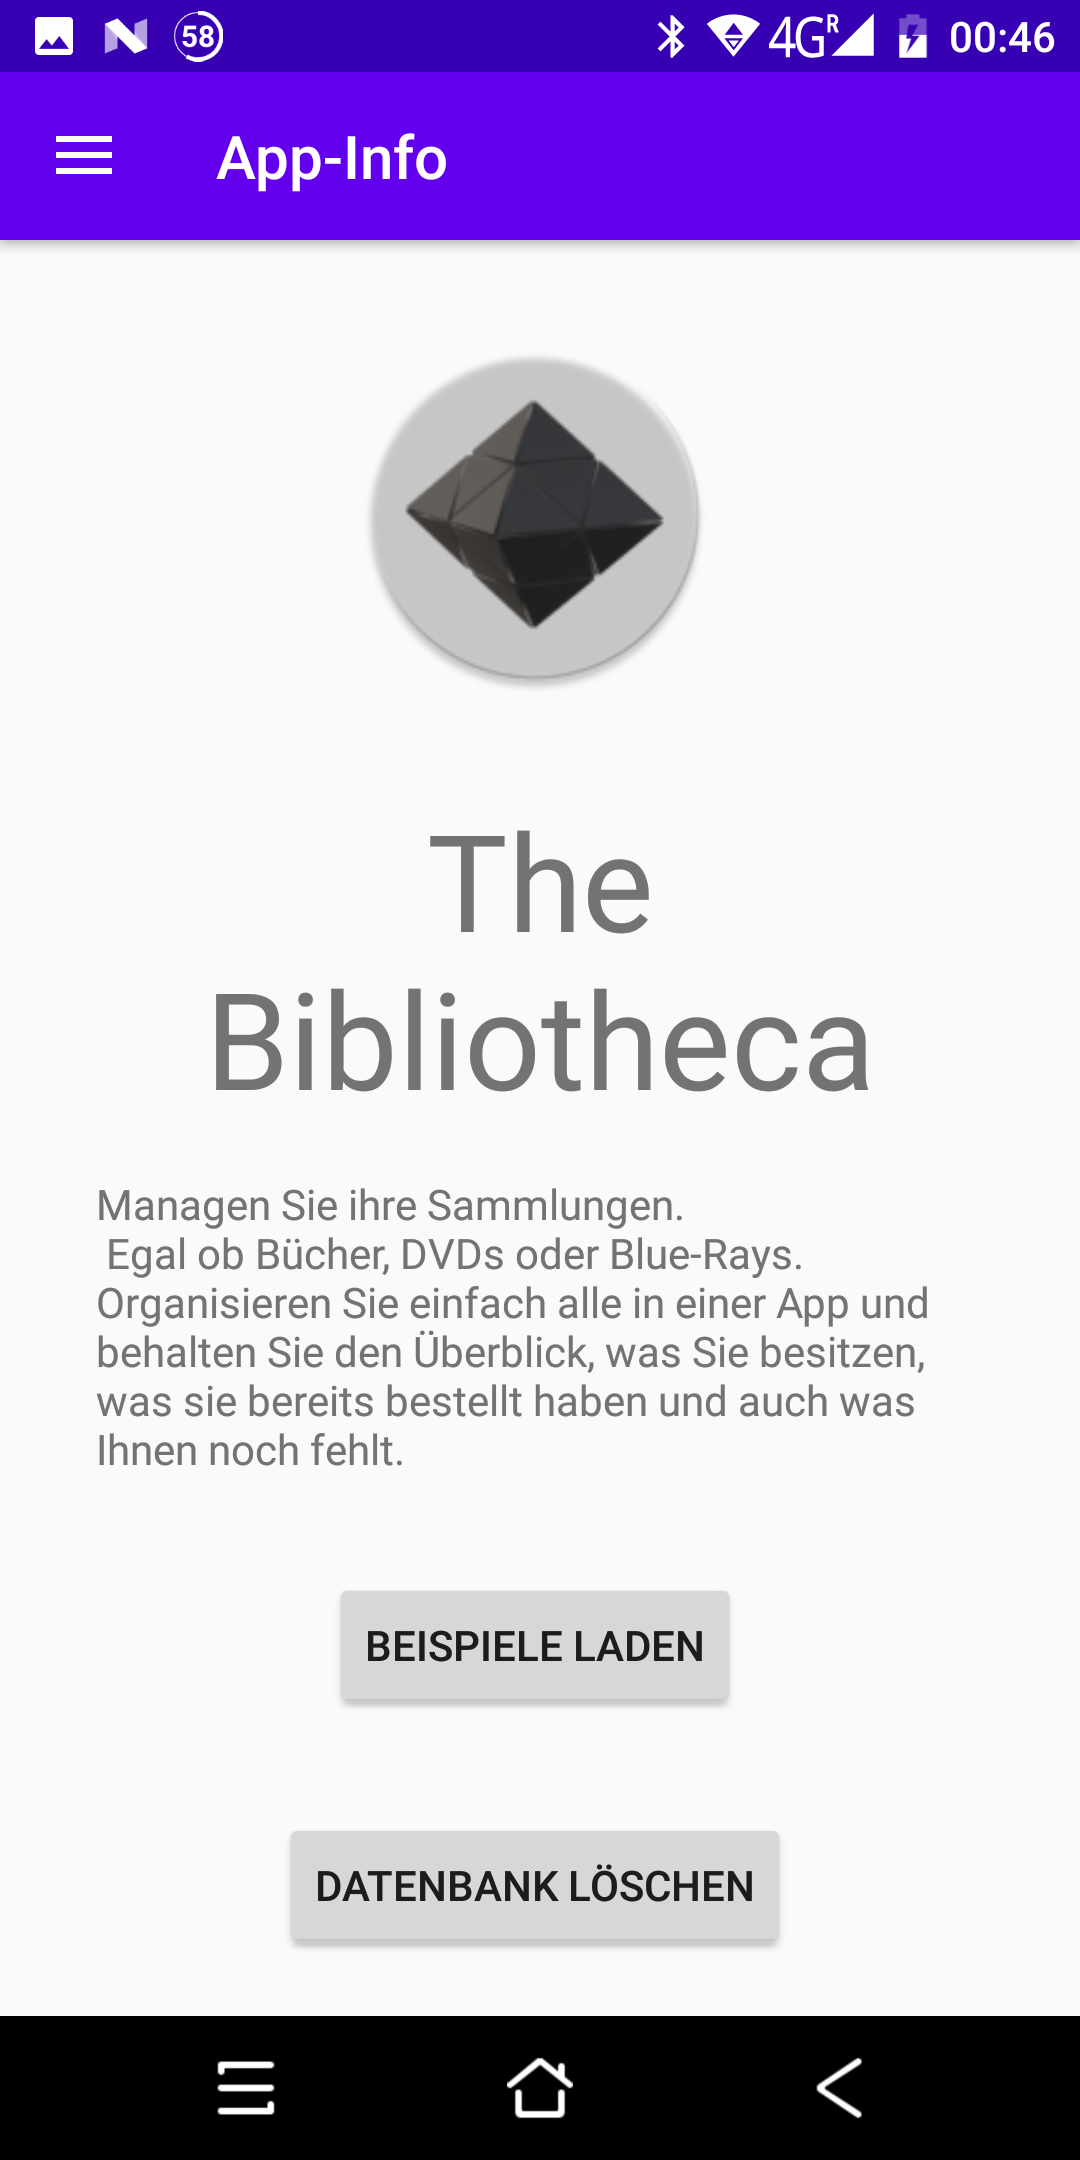 58 4G R 00:46
App-Info
The
Bibliotheca
Managen Sie ihre Sammlungen.
Egal ob Bücher, DVDs oder Blue-Rays.
Organisieren Sie einfach alle in einer App und
behalten Sie den Überblick, was Sie besitzen,
was sie bereits bestellt haben und auch was
Ihnen noch fehlt.
BEISPIELE LADEN
DATENBANK LÖSCHEN